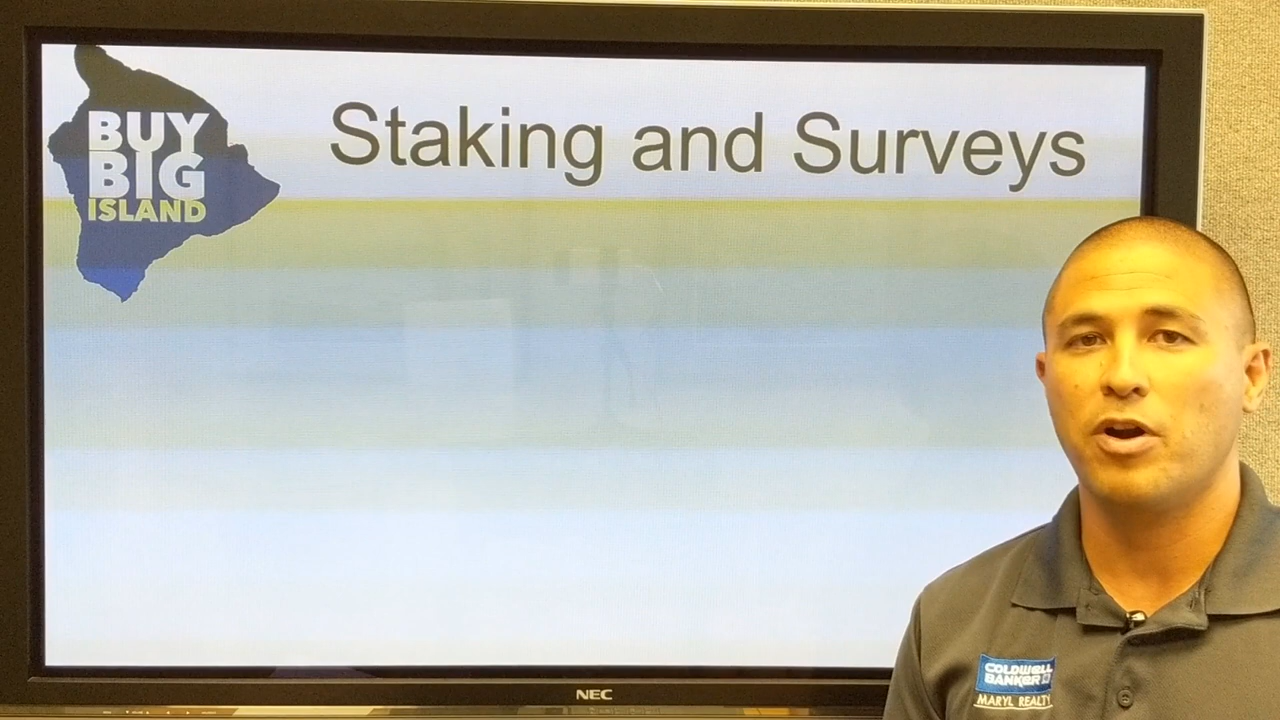 BUY
BIG
ISLAND
Staking and Surveys
NEC
COLDWELL
BANKER
MARYL REALTY